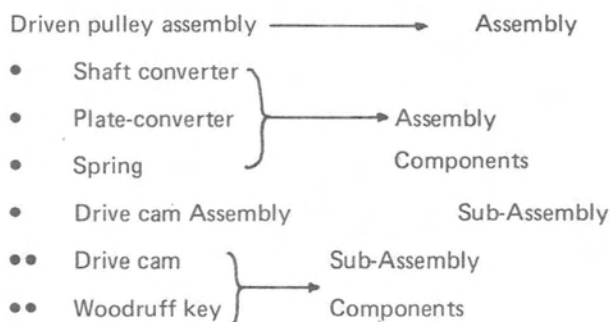 Driven pulley assembly Assembly
• Shaft converter
• Plate-converter Assembly
• Spring Components
• Drive cam Assembly Sub-Assembly
•• Drive cam Sub-Assembly
•• Woodruff key Components